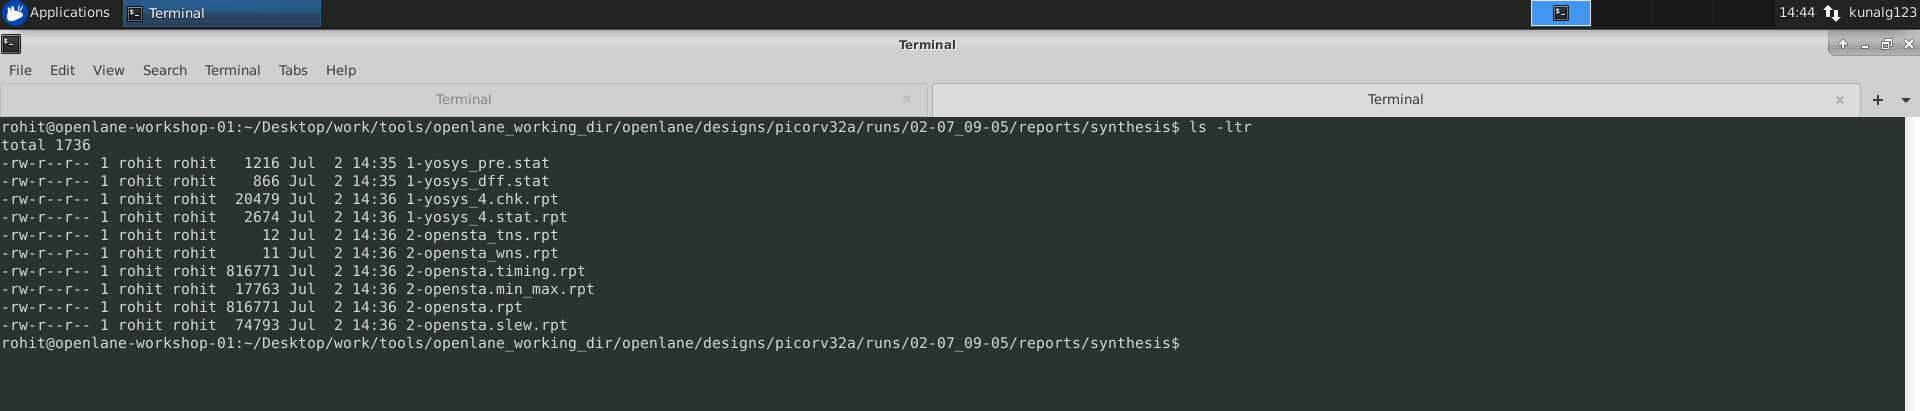 Applications Terminal 14:44 kunalg123
Terminal
File Edit View Search Terminal Tabs Help
Terminal Terminal
rohit@openlane-workshop-01:~/Desktop/work/tools/openlane_working_dir/openlane/designs/picorv32a/runs/02-07_09-05/reports/synthesis$ ls -ltr
total 1736
-rw-r--r-- 1 rohit rohit   1216 Jul  2 14:35 1-yosys_pre.stat
-rw-r--r-- 1 rohit rohit    866 Jul  2 14:35 1-yosys_dff.stat
-rw-r--r-- 1 rohit rohit  20479 Jul  2 14:36 1-yosys_4.chk.rpt
-rw-r--r-- 1 rohit rohit   2674 Jul  2 14:36 1-yosys_4.stat.rpt
-rw-r--r-- 1 rohit rohit     12 Jul  2 14:36 2-opensta_tns.rpt
-rw-r--r-- 1 rohit rohit     11 Jul  2 14:36 2-opensta_wns.rpt
-rw-r--r-- 1 rohit rohit 816771 Jul  2 14:36 2-opensta.timing.rpt
-rw-r--r-- 1 rohit rohit  17763 Jul  2 14:36 2-opensta.min_max.rpt
-rw-r--r-- 1 rohit rohit 816771 Jul  2 14:36 2-opensta.rpt
-rw-r--r-- 1 rohit rohit  74793 Jul  2 14:36 2-opensta.slew.rpt
rohit@openlane-workshop-01:~/Desktop/work/tools/openlane_working_dir/openlane/designs/picorv32a/runs/02-07_09-05/reports/synthesis$